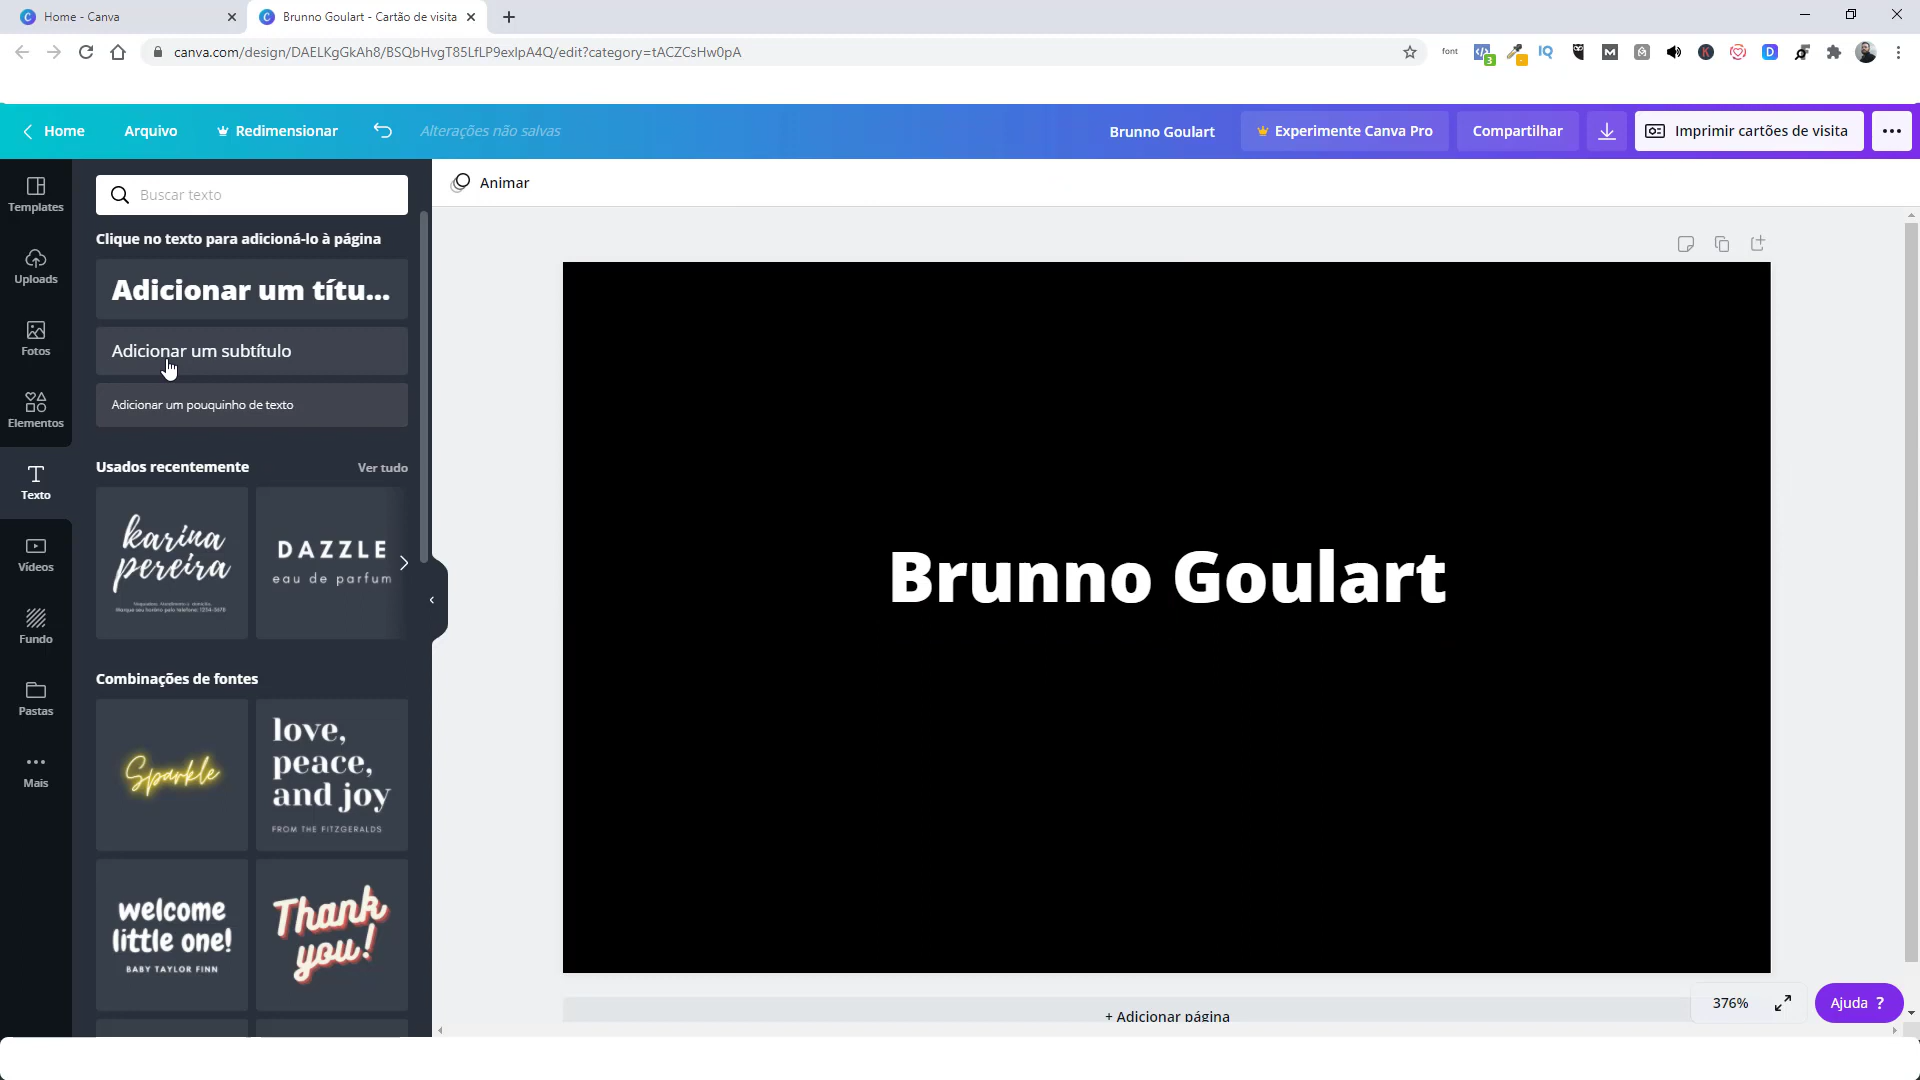 Home - Canva
Brunno Goulart - Cartão de visita
canva.com/design/DAELKgGkAh8/BSQbHvgT85LfLP9exIpA4Q/edit?category=tACZCsHw0pA
font
3
IQ
M
K
D
Home
Arquivo
Redimensionar
Alterações não salvas
Brunno Goulart
Experimente Canva Pro
Compartilhar
Imprimir cartões de visita
Templates
Uploads
Fotos
Elementos
Texto
Vídeos
Fundo
Pastas
Mais
Buscar texto
Clique no texto para adicioná-lo à página
Adicionar um títu...
Adicionar um subtítulo
Adicionar um pouquinho de texto
Usados recentemente
Ver tudo
karina
pereira
DAZZLE
eau de parfum
Combinações de fontes
Sparkle
love,
peace,
and joy
FROM THE FITZGERALDS
welcome
little one!
BABY TAYLOR FINN
Thank
you!
Animar
Brunno Goulart
+ Adicionar página
376%
Ajuda ?